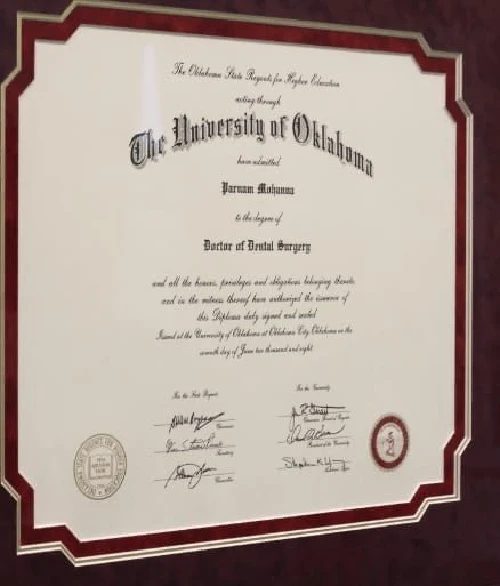 The Oklahoma State Regents for Higher Education
acting through
The University of Oklahoma
have admitted
Parnam Mohanna
to the degree of
Doctor of Dental Surgery
and all the honors, privileges and obligations belonging thereto,
and in the witness thereof have authorized the issuance of
this Diploma duly signed and sealed.
Issued at the University of Oklahoma at Oklahoma City, Oklahoma on the
seventh day of June two thousand and eight.
For the State Regents
For the University
Chairman
Secretary
Chancellor